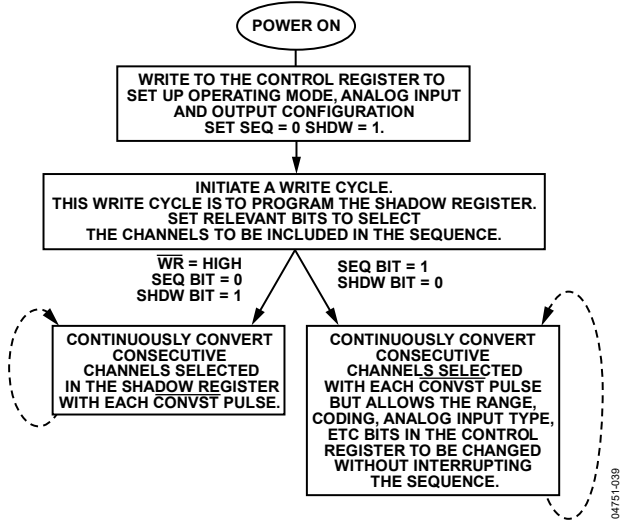 POWER ON
WRITE TO THE CONTROL REGISTER TO
SET UP OPERATING MODE, ANALOG INPUT
AND OUTPUT CONFIGURATION
SET SEQ = 0 SHDW = 1.
INITIATE A WRITE CYCLE.
THIS WRITE CYCLE IS TO PROGRAM THE SHADOW REGISTER.
SET RELEVANT BITS TO SELECT
THE CHANNELS TO BE INCLUDED IN THE SEQUENCE.
WR = HIGH
SEQ BIT = 0
SHDW BIT = 1
SEQ BIT = 1
SHDW BIT = 0
CONTINUOUSLY CONVERT
CONSECUTIVE
CHANNELS SELECTED
IN THE SHADOW REGISTER
WITH EACH CONVST PULSE.
CONTINUOUSLY CONVERT
CONSECUTIVE
CHANNELS SELECTED
WITH EACH CONVST PULSE
BUT ALLOWS THE RANGE,
CODING, ANALOG INPUT TYPE,
ETC BITS IN THE CONTROL
REGISTER TO BE CHANGED
WITHOUT INTERRUPTING
THE SEQUENCE.
04751-039